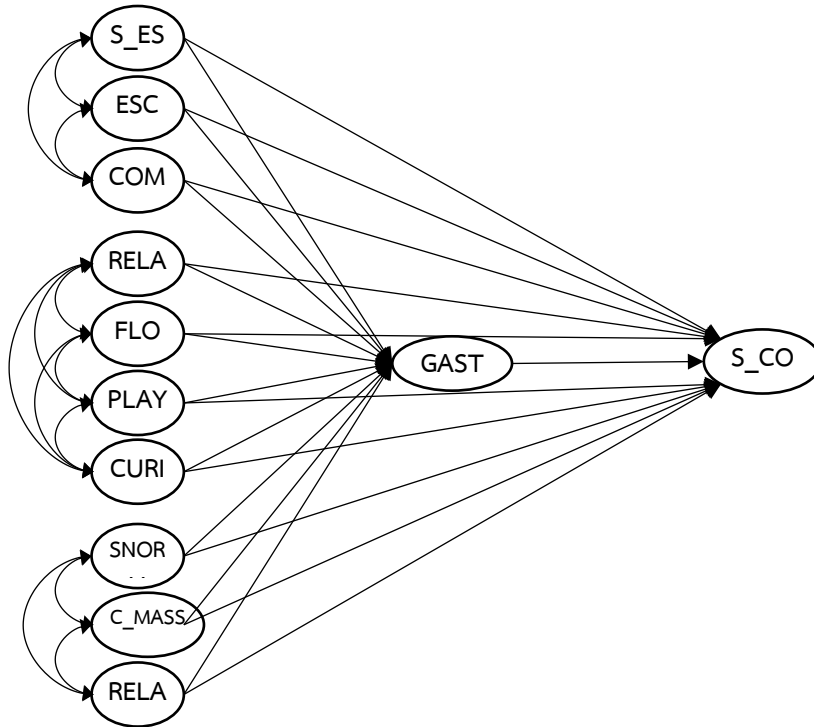 S_ES
ESC
COM
RELA
FLO
PLAY
CURI
SNOR
C_MASS
RELA
GAST
S_CO